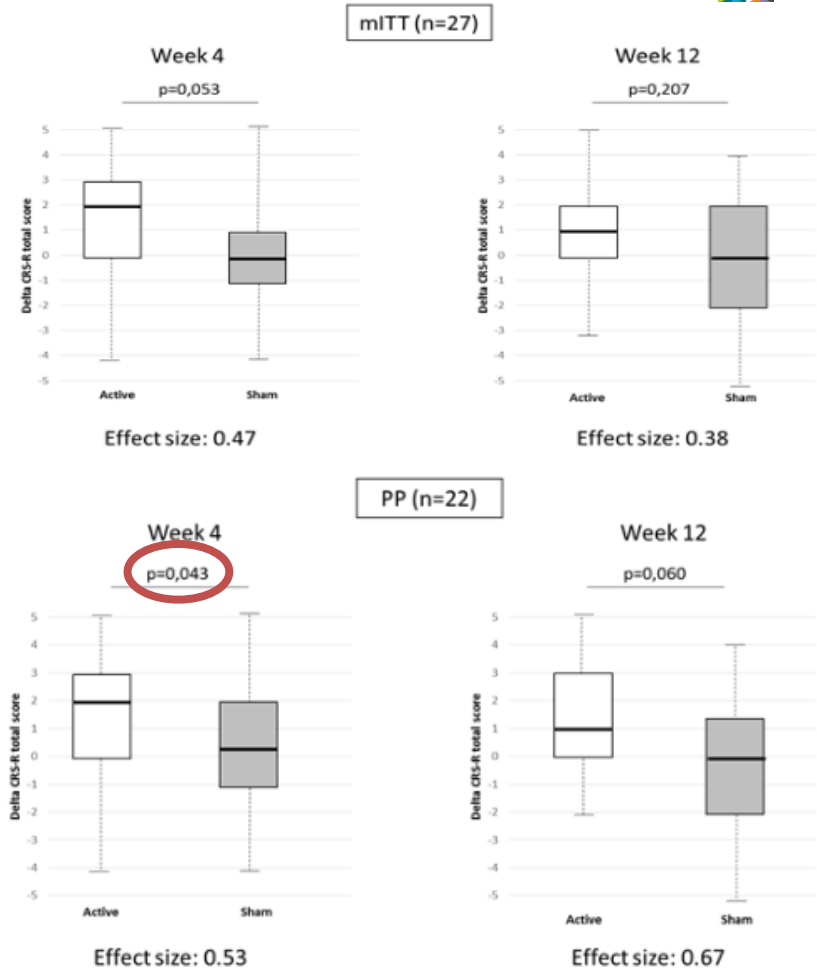 mITT (n=27)
Week 4
p=0,053
Delta CRS-R total score
5
4
3
2
1
0
-1
-2
-3
-4
-5
Active Sham
Effect size: 0.47
Week 12
p=0,207
Delta CRS-R total score
5
4
3
2
1
0
-1
-2
-3
-4
-5
Active Sham
Effect size: 0.38
PP (n=22)
Week 4
p=0,043
Delta CRS-R total score
5
4
3
2
1
0
-1
-2
-3
-4
-5
Active Sham
Effect size: 0.53
Week 12
p=0,060
Delta CRS-R total score
5
4
3
2
1
0
-1
-2
-3
-4
-5
Active Sham
Effect size: 0.67